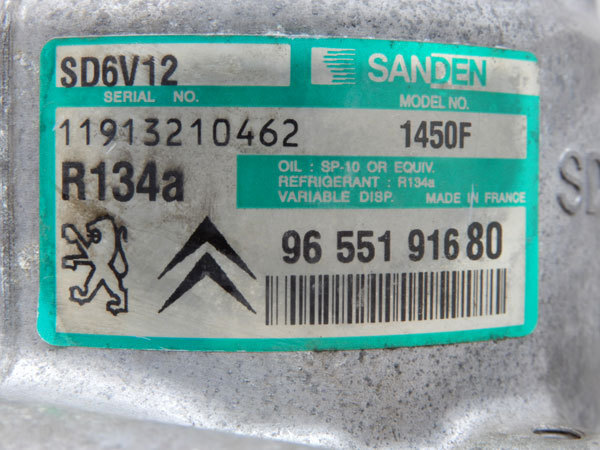 SD6V12
SANDEN
SERIAL NO.
MODEL NO.
11913210462
1450F
R134a
OIL : SP-10 OR EQUIV.
REFRIGERANT : R134a
VARIABLE DISP. MADE IN FRANCE
96 551 916 80
SD